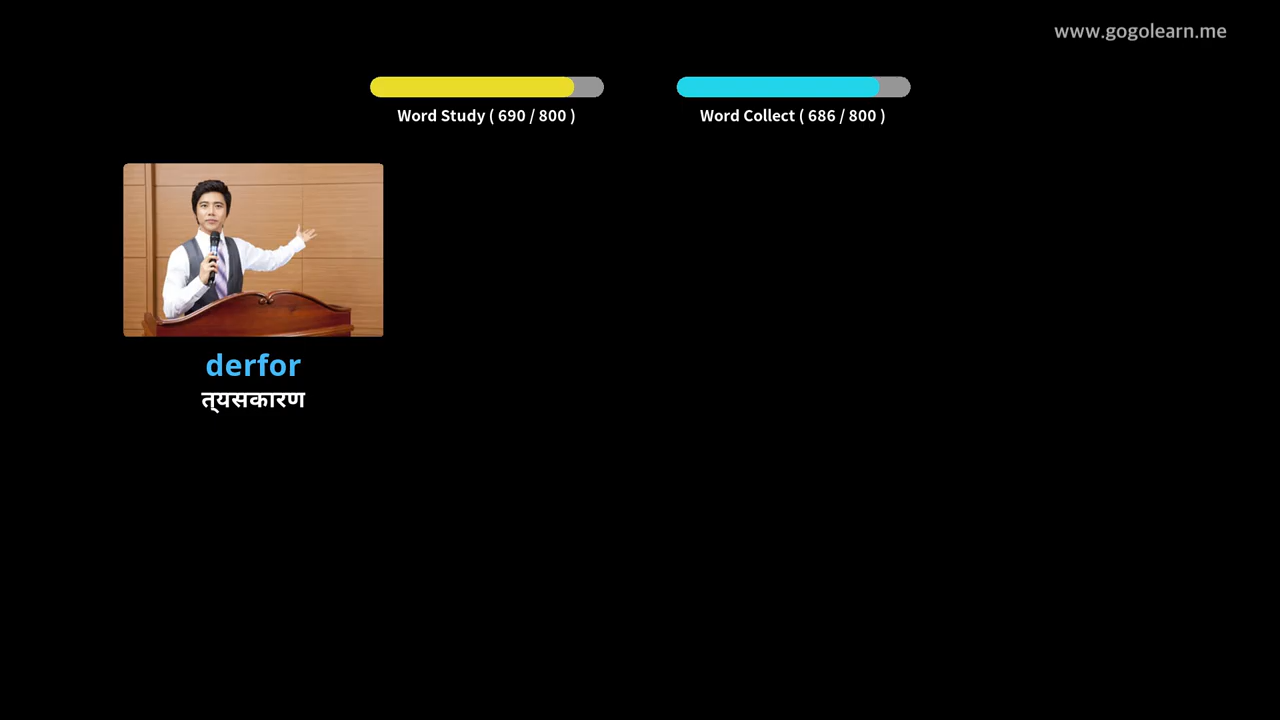 www.gogolearn.me
Word Study ( 690 / 800 )
Word Collect ( 686 / 800 )
derfor
त्यसकारण